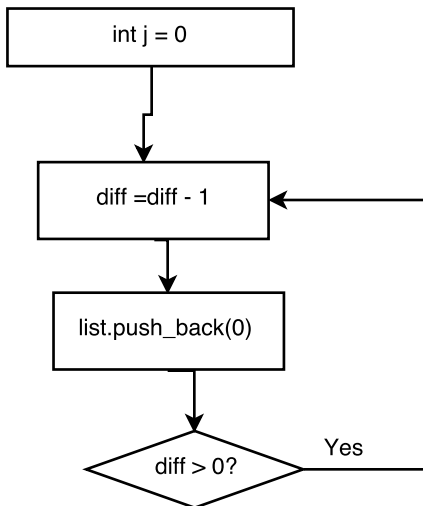 int j = 0
diff =diff - 1
list.push_back(0)
diff > 0?
Yes